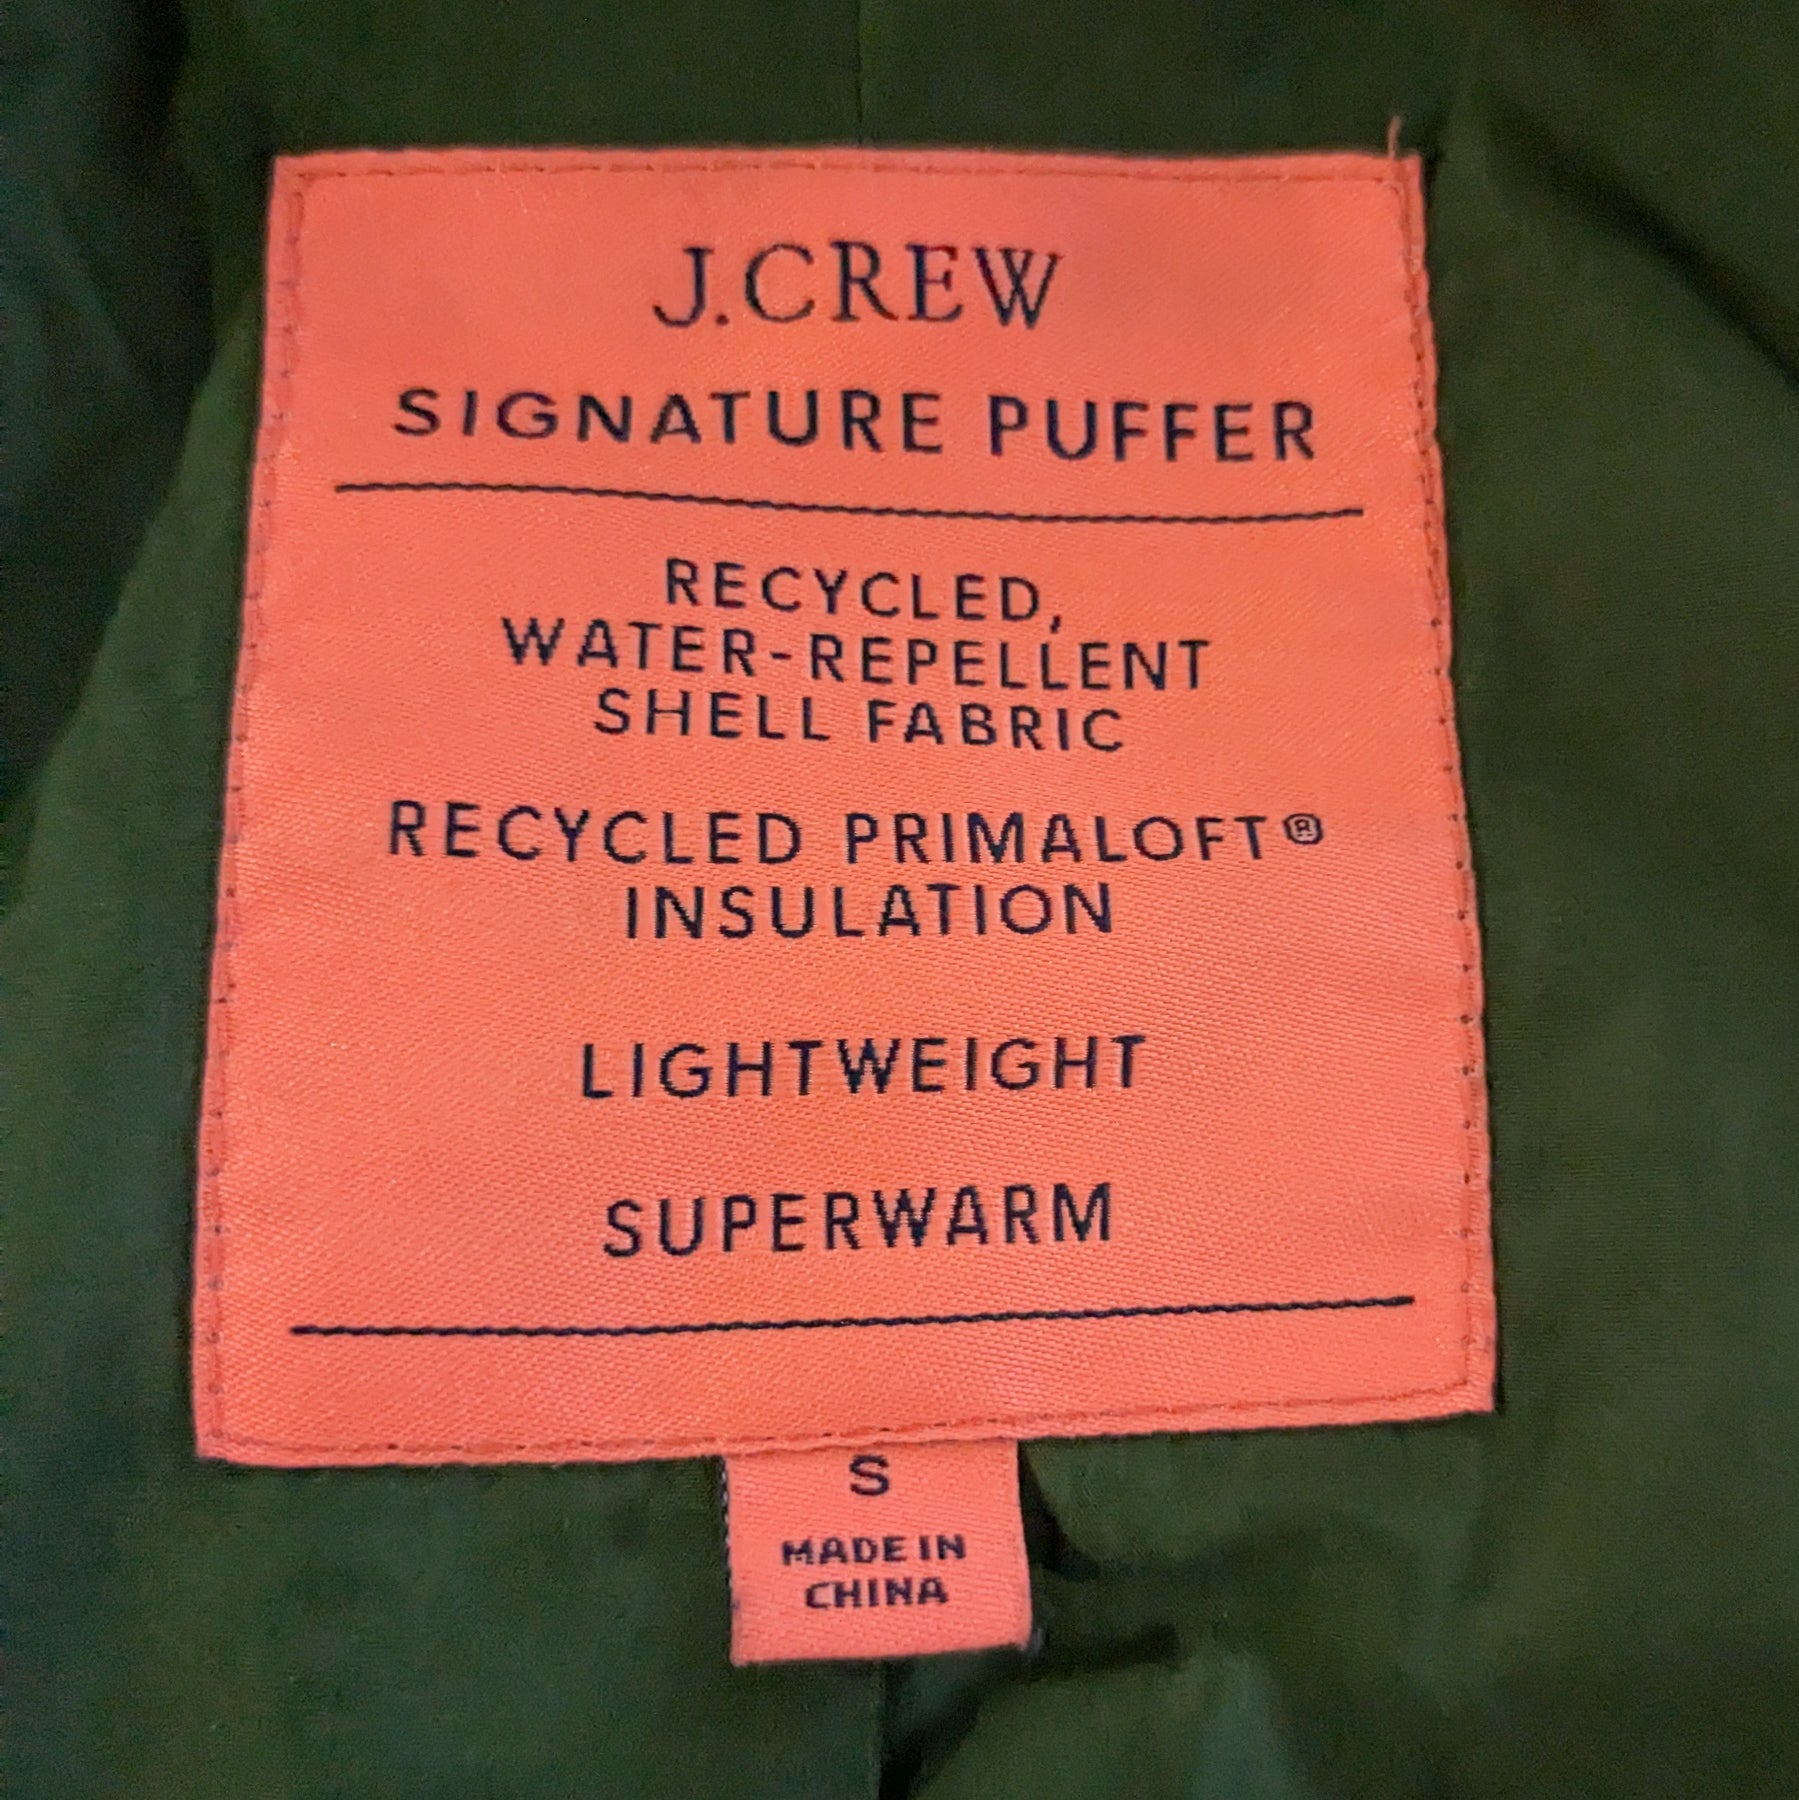 J.CREW
SIGNATURE PUFFER
RECYCLED,
WATER-REPELLENT
SHELL FABRIC
RECYCLED PRIMALOFT®
INSULATION
LIGHTWEIGHT
SUPERWARM
S
MADE IN
CHINA